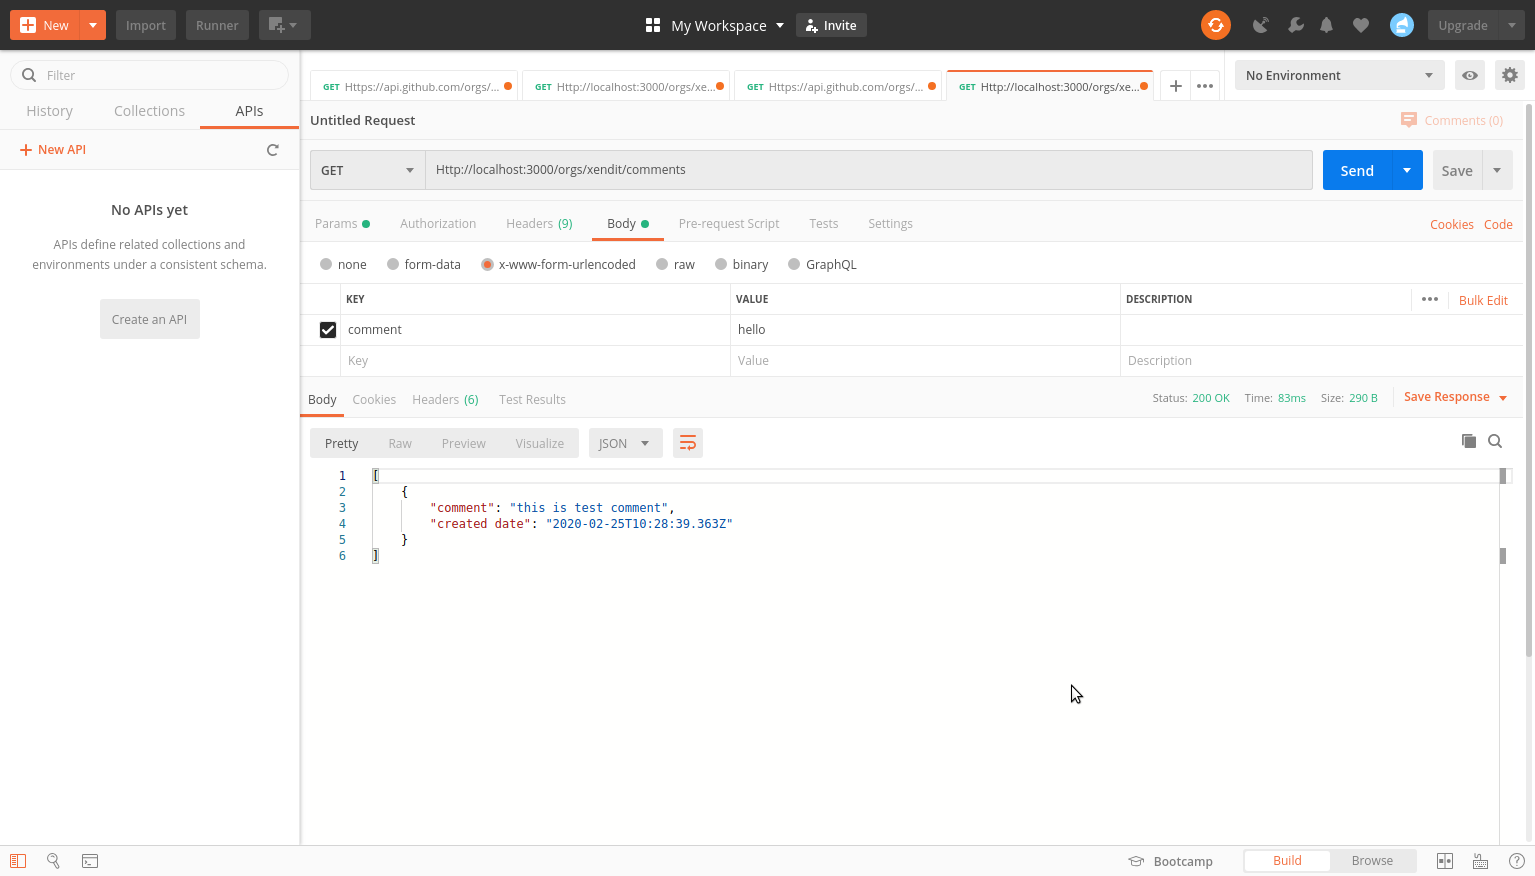 New
Import
Runner
My Workspace
Invite
Upgrade
Filter
History
Collections
APIs
New API
No APIs yet
APIs define related collections and
environments under a consistent schema.
Create an API
GET Https://api.github.com/orgs/...
GET Http://localhost:3000/orgs/xe...
GET Https://api.github.com/orgs/...
GET Http://localhost:3000/orgs/xe...
No Environment
Untitled Request
Comments (0)
GET
Http://localhost:3000/orgs/xendit/comments
Send
Save
Params
Authorization
Headers (9)
Body
Pre-request Script
Tests
Settings
Cookies
Code
none
form-data
x-www-form-urlencoded
raw
binary
GraphQL
KEY
VALUE
DESCRIPTION
Bulk Edit
comment
hello
Key
Value
Description
Body
Cookies
Headers (6)
Test Results
Status: 200 OK
Time: 83ms
Size: 290 B
Save Response
Pretty
Raw
Preview
Visualize
JSON
1 [
2 {
3 "comment": "this is test comment",
4 "created date": "2020-02-25T10:28:39.363Z"
5 }
6 ]
Bootcamp
Build
Browse